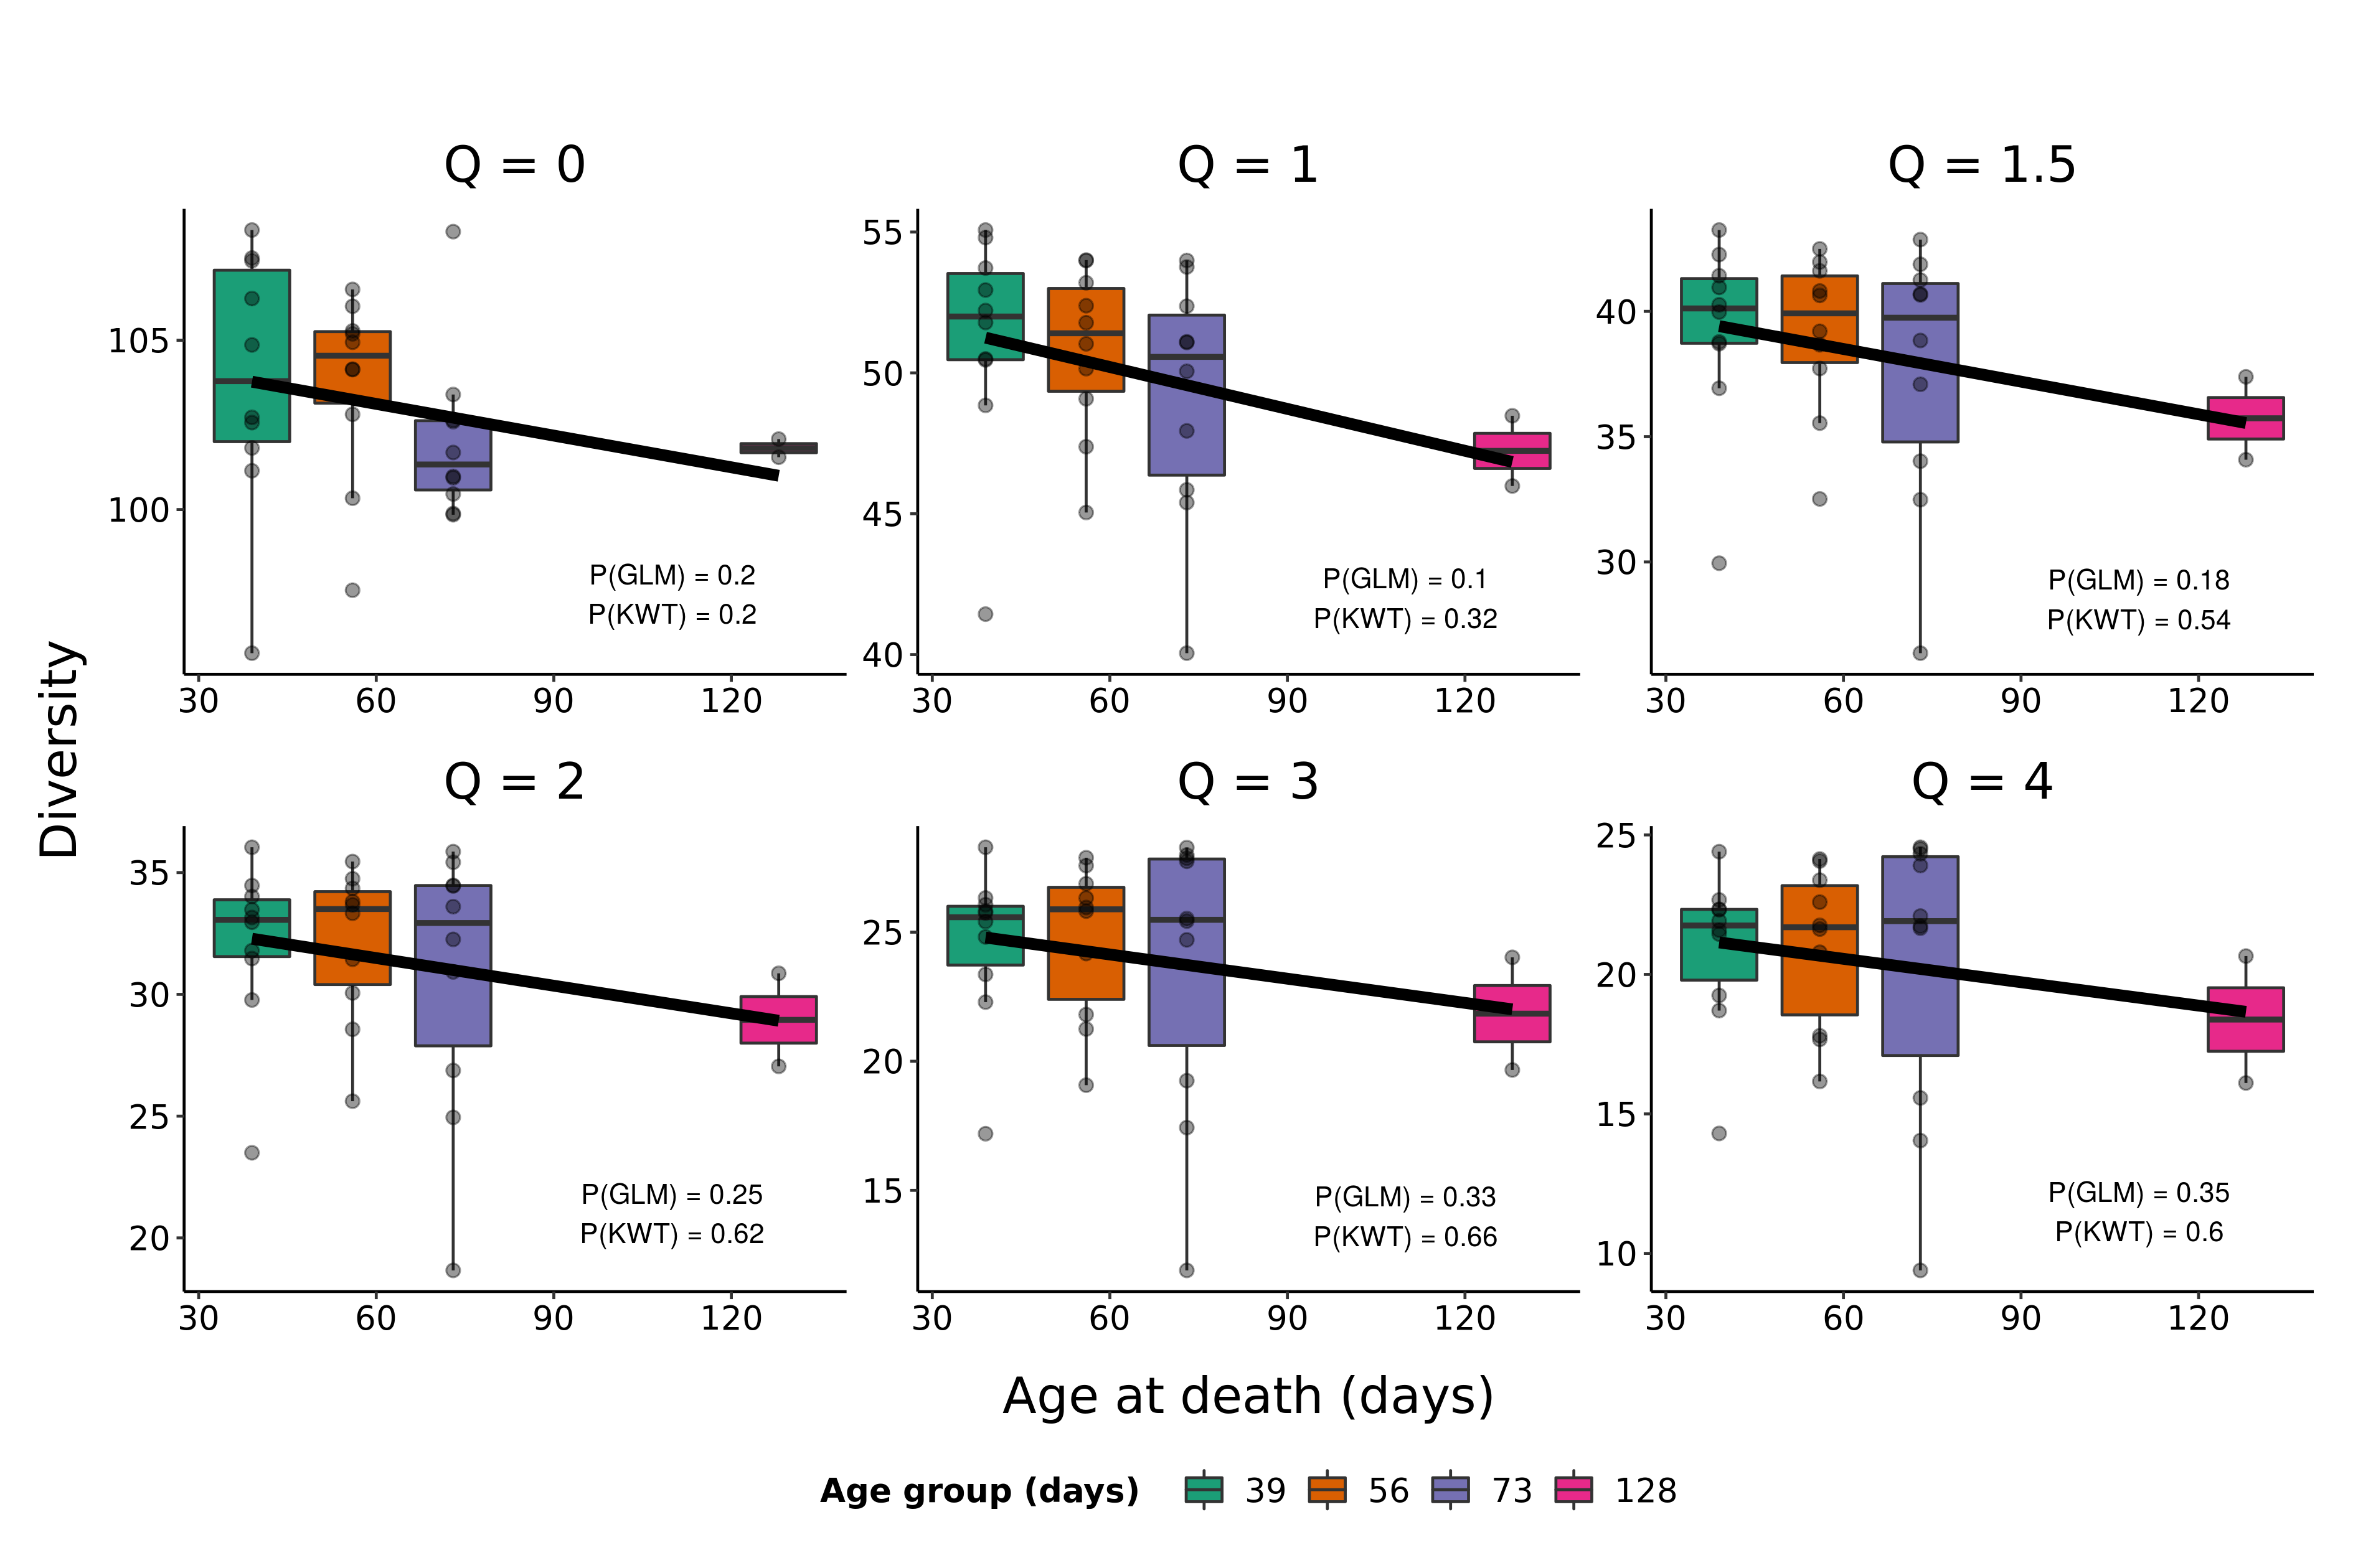 Q = 0
Q = 1
Q = 1.5
105
100
P(GLM) = 0.2
P(KWT) = 0.2
30 60 90 120
55
50
45
40
P(GLM) = 0.1
P(KWT) = 0.32
30 60 90 120
40
35
30
P(GLM) = 0.18
P(KWT) = 0.54
30 60 90 120
Diversity
Q = 2
Q = 3
Q = 4
35
30
25
20
P(GLM) = 0.25
P(KWT) = 0.62
30 60 90 120
25
20
15
P(GLM) = 0.33
P(KWT) = 0.66
30 60 90 120
25
20
15
10
P(GLM) = 0.35
P(KWT) = 0.6
30 60 90 120
Age at death (days)
Age group (days) 39 56 73 128